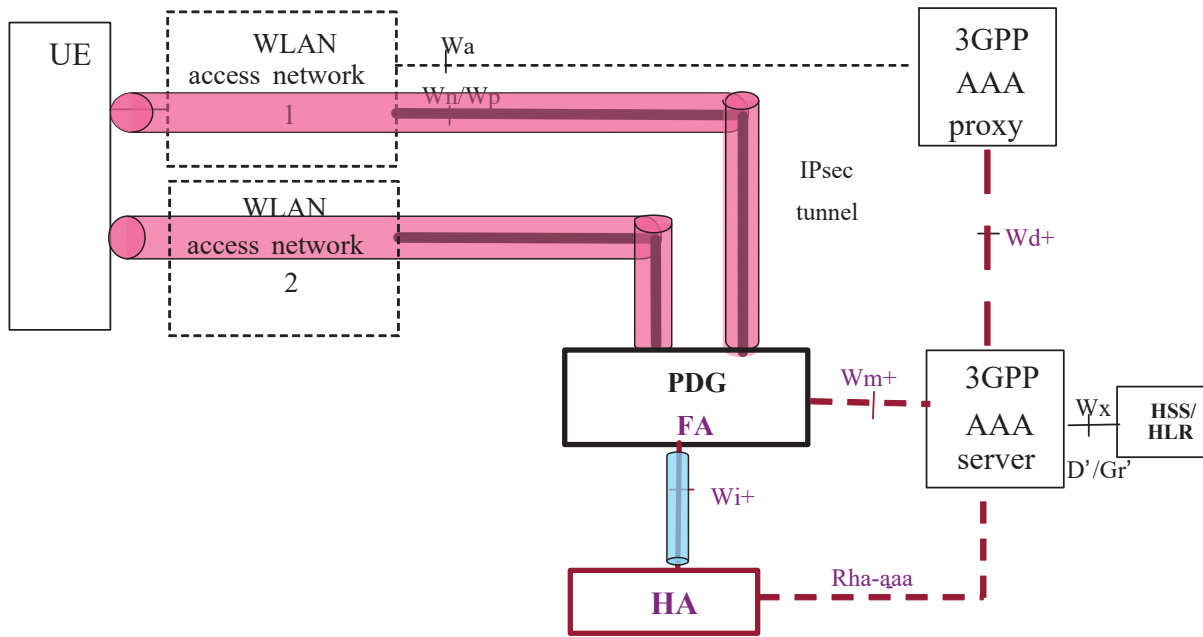 UE
WLAN
access network
1
Wa
Wn/Wp
3GPP
AAA
proxy
IPsec
tunnel
WLAN
access network
2
Wd+
PDG
FA
Wm+
3GPP
AAA
server
Wx
D’/Gr’
HSS/
HLR
Wi+
HA
Rha-aaa